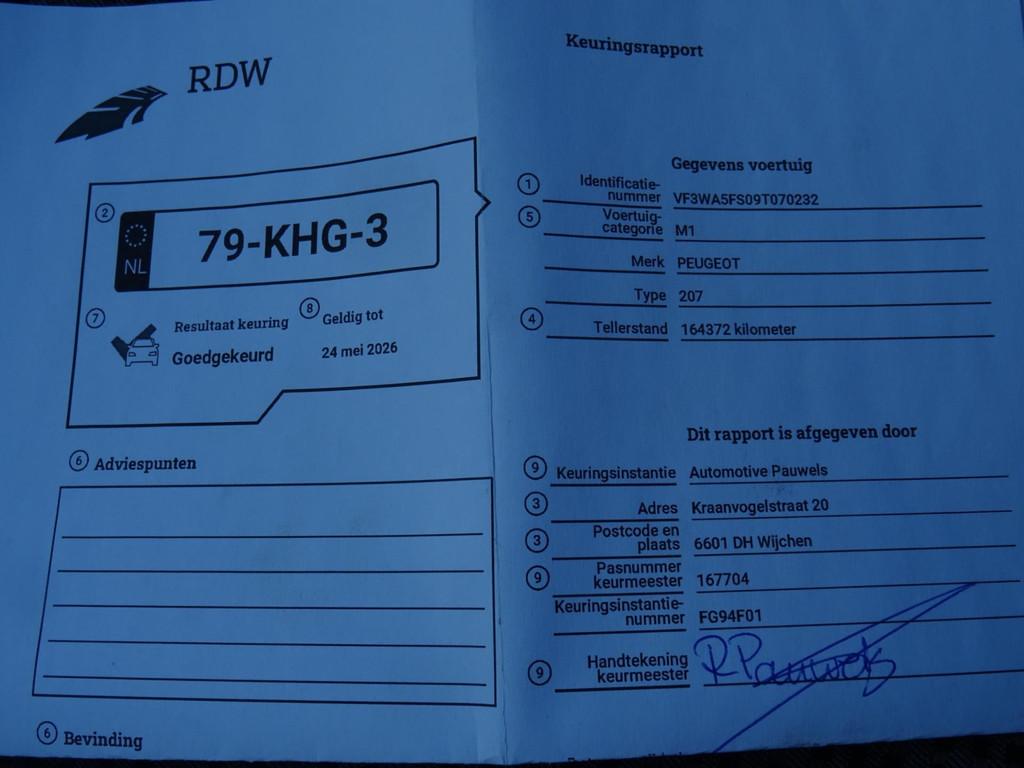 RDW
2
NL
79-KHG-3
7
Resultaat keuring
Goedgekeurd
8
Geldig tot
24 mei 2026
6 Adviespunten
6 Bevinding
Keuringsrapport
Gegevens voertuig
1 Identificatie-
nummer VF3WA5FS09T070232
5 Voertuig-
categorie M1
Merk PEUGEOT
Type 207
4 Tellerstand 164372 kilometer
Dit rapport is afgegeven door
9 Keuringsinstantie Automotive Pauwels
3 Adres Kraanvogelstraat 20
3 Postcode en
plaats 6601 DH Wijchen
9 Pasnummer
keurmeester 167704
Keuringsinstantie-
nummer FG94F01
9 Handtekening
keurmeester RPauwels